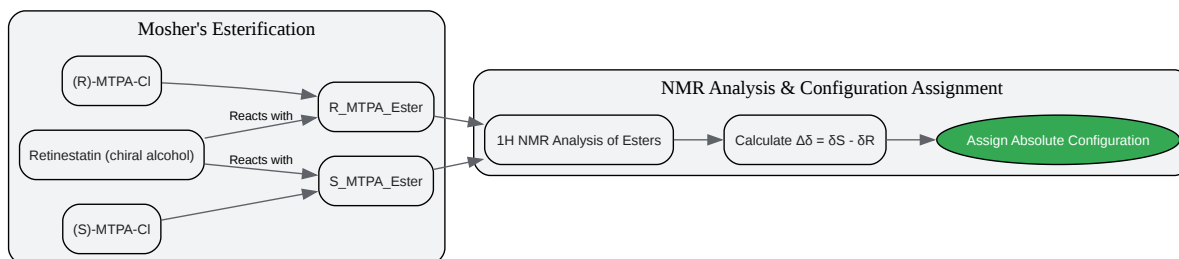 Mosher's Esterification
(R)-MTPA-Cl
Reacts with
R_MTPA_Ester
Retinestatin (chiral alcohol)
Reacts with
S_MTPA_Ester
(S)-MTPA-Cl
NMR Analysis & Configuration Assignment
1H NMR Analysis of Esters
Calculate Δδ = δS - δR
Assign Absolute Configuration